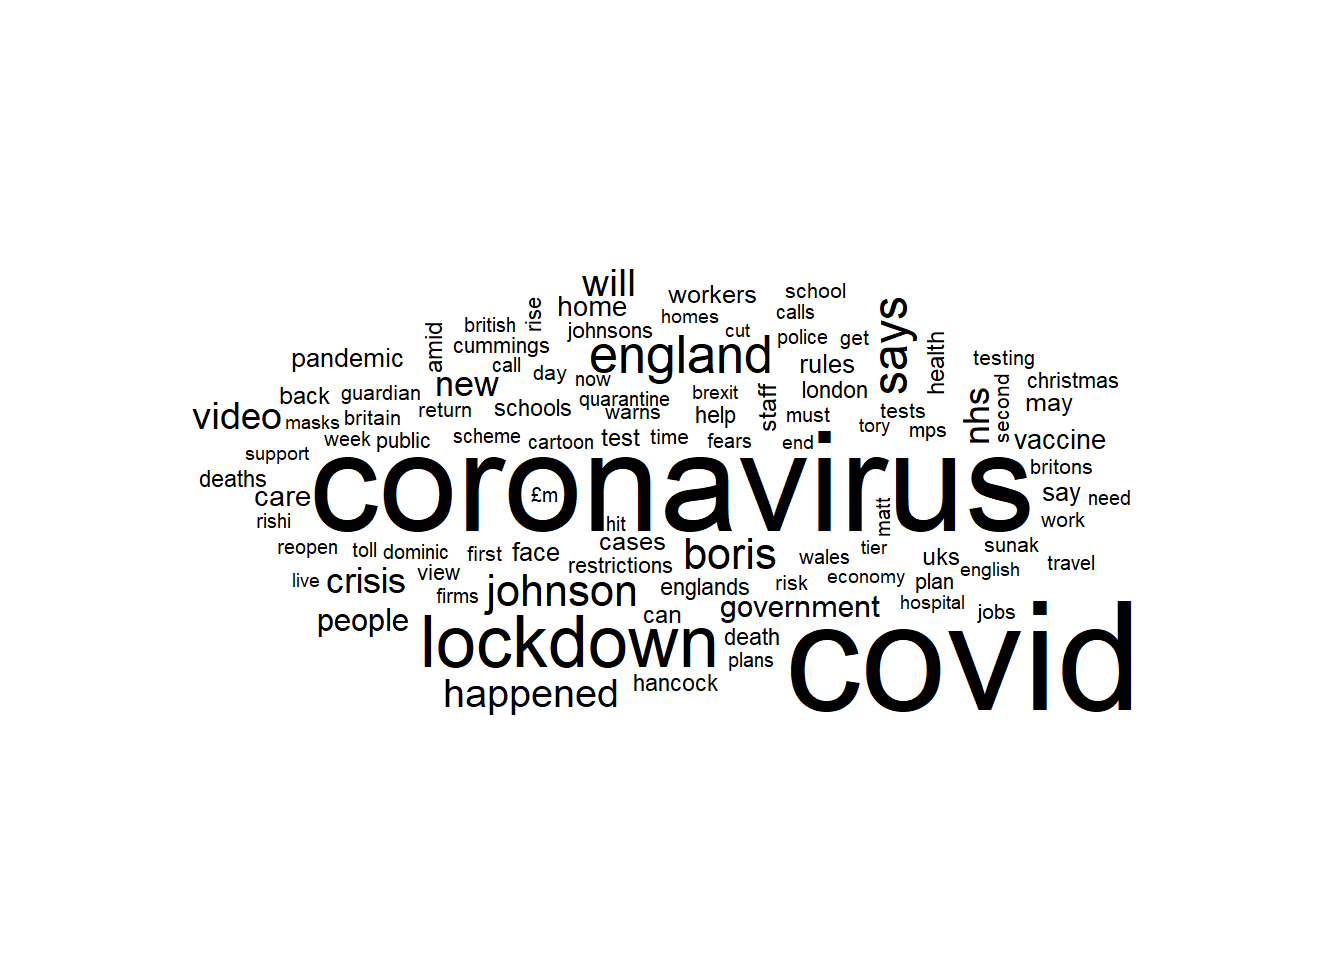 will
workers
school
home
homes
calls
rise
british
johnsons
cut
says
amid
cummings
england
police
get
health
pandemic
call
day
now
rules
testing
new
back
guardian
quarantine
brexit
staff
london
nhs
second
christmas
video
masks
britain
return
schools
warns
help
must
tests
may
week
public
scheme
cartoon
test
time
fears
end
tory
mps
vaccine
support
coronavirus
britons
deaths
care
£m
say
need
rishi
hit
matt
work
reopen
toll
dominic
first
face
cases
boris
wales
tier
uks
sunak
live
crisis
view
restrictions
economy
english
travel
firms
johnson
englands
risk
plan
people
can
government
hospital
jobs
lockdown
death
covid
plans
happened
hancock